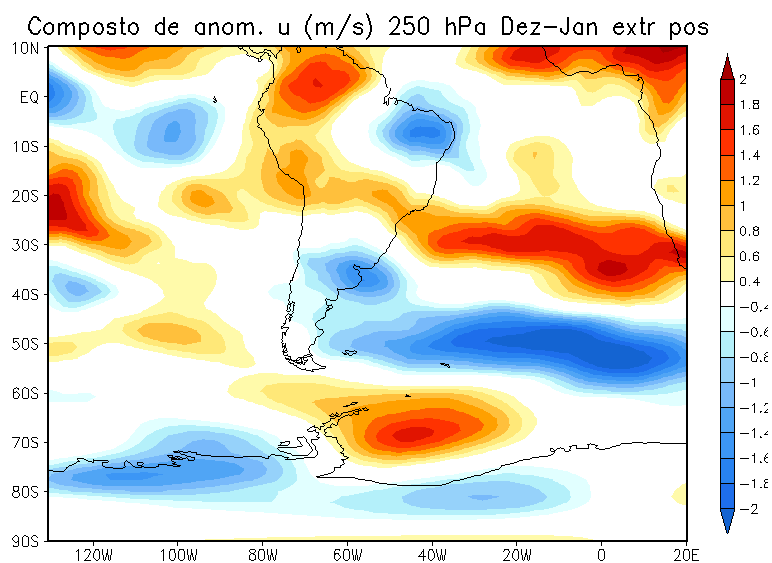 Composto de anom. u (m/s) 250 hPa Dez-Jan extr pos
10N
EQ
10S
20S
30S
40S
50S
60S
70S
80S
90S
120W 100W 80W 60W 40W 20W 0 20E
2
1.8
1.6
1.4
1.2
1
0.8
0.6
0.4
-0.4
-0.6
-0.8
-1
-1.2
-1.4
-1.6
-1.8
-2